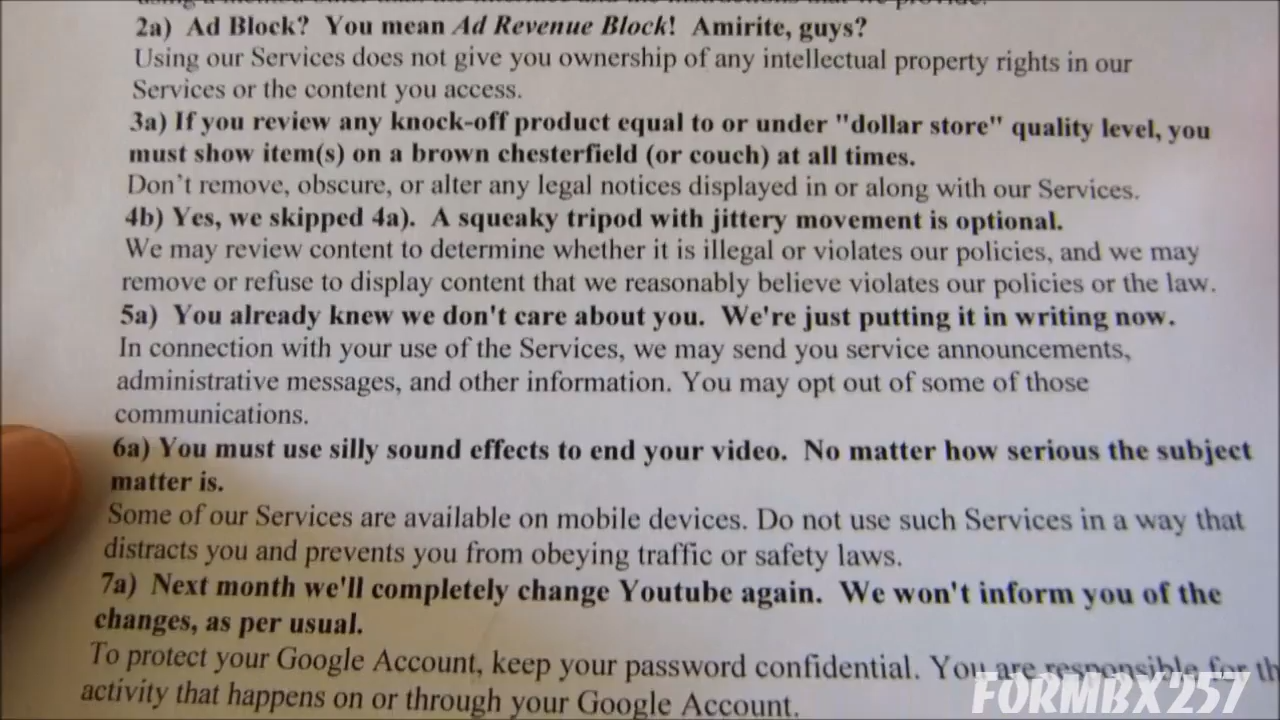 using a method other than the interface and the instructions that we provide.
2a) Ad Block? You mean Ad Revenue Block! Amirite, guys?
Using our Services does not give you ownership of any intellectual property rights in our
Services or the content you access.
3a) If you review any knock-off product equal to or under "dollar store" quality level, you
must show item(s) on a brown chesterfield (or couch) at all times.
Don’t remove, obscure, or alter any legal notices displayed in or along with our Services.
4b) Yes, we skipped 4a). A squeaky tripod with jittery movement is optional.
We may review content to determine whether it is illegal or violates our policies, and we may
remove or refuse to display content that we reasonably believe violates our policies or the law.
5a) You already knew we don't care about you. We're just putting it in writing now.
In connection with your use of the Services, we may send you service announcements,
administrative messages, and other information. You may opt out of some of those
communications.
6a) You must use silly sound effects to end your video. No matter how serious the subject
matter is.
Some of our Services are available on mobile devices. Do not use such Services in a way that
distracts you and prevents you from obeying traffic or safety laws.
7a) Next month we'll completely change Youtube again. We won't inform you of the
changes, as per usual.
To protect your Google Account, keep your password confidential. You are responsible for th
activity that happens on or through your Google Account.
FORMBX257